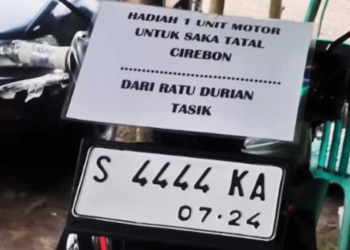 HADIAH 1 UNIT MOTOR
UNTUK SAKA TATAL
CIREBON
................................
DARI RATU DURIAN
TASIK
S 4444 KA
07·24